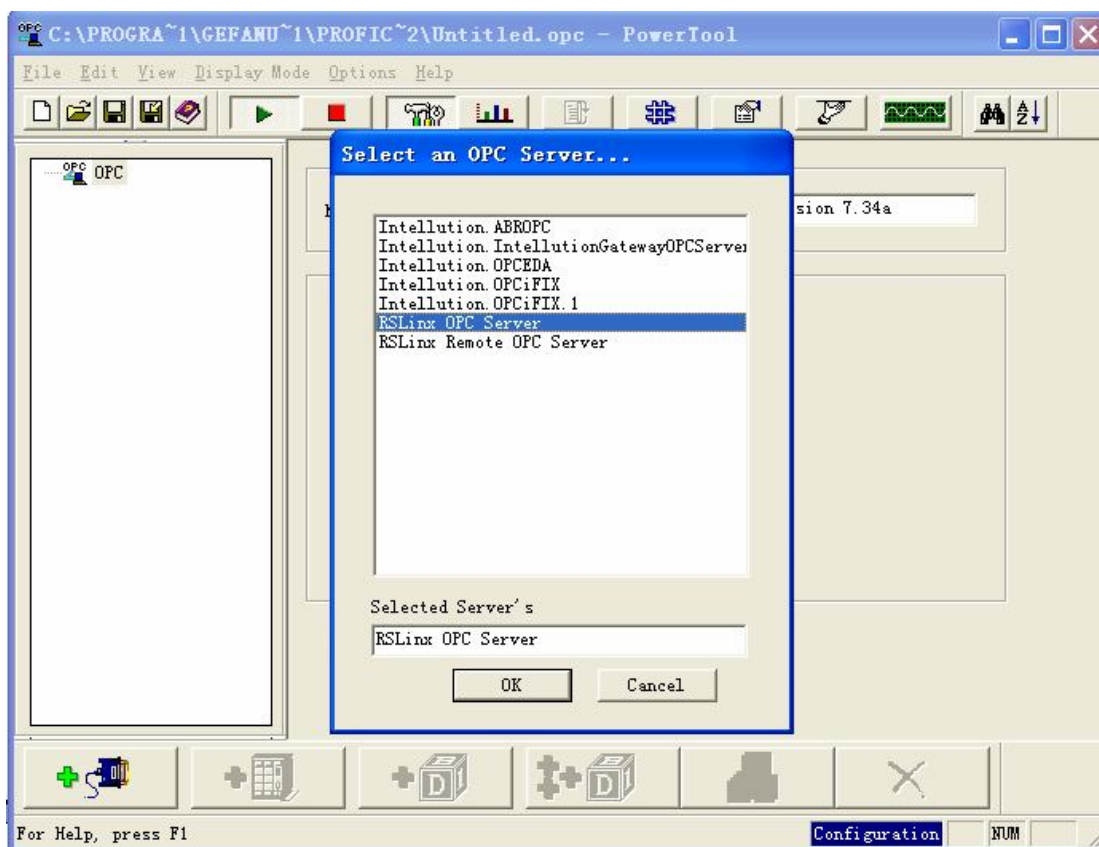 C:\PROGRA~1\GEFANU~1\PROFIC~2\Untitled.opc - PowerTool
File Edit View Display Mode Options Help
Select an OPC Server...
OPC
sion 7.34a
Intellution.ABROPC
Intellution.IntellutionGatewayOPCServer
Intellution.OPCEDA
Intellution.OPCiFIX
Intellution.OPCiFIX.1
RSLinx OPC Server
RSLinx Remote OPC Server
Selected Server's
RSLinx OPC Server
OK Cancel
For Help, press F1
Configuration NUM